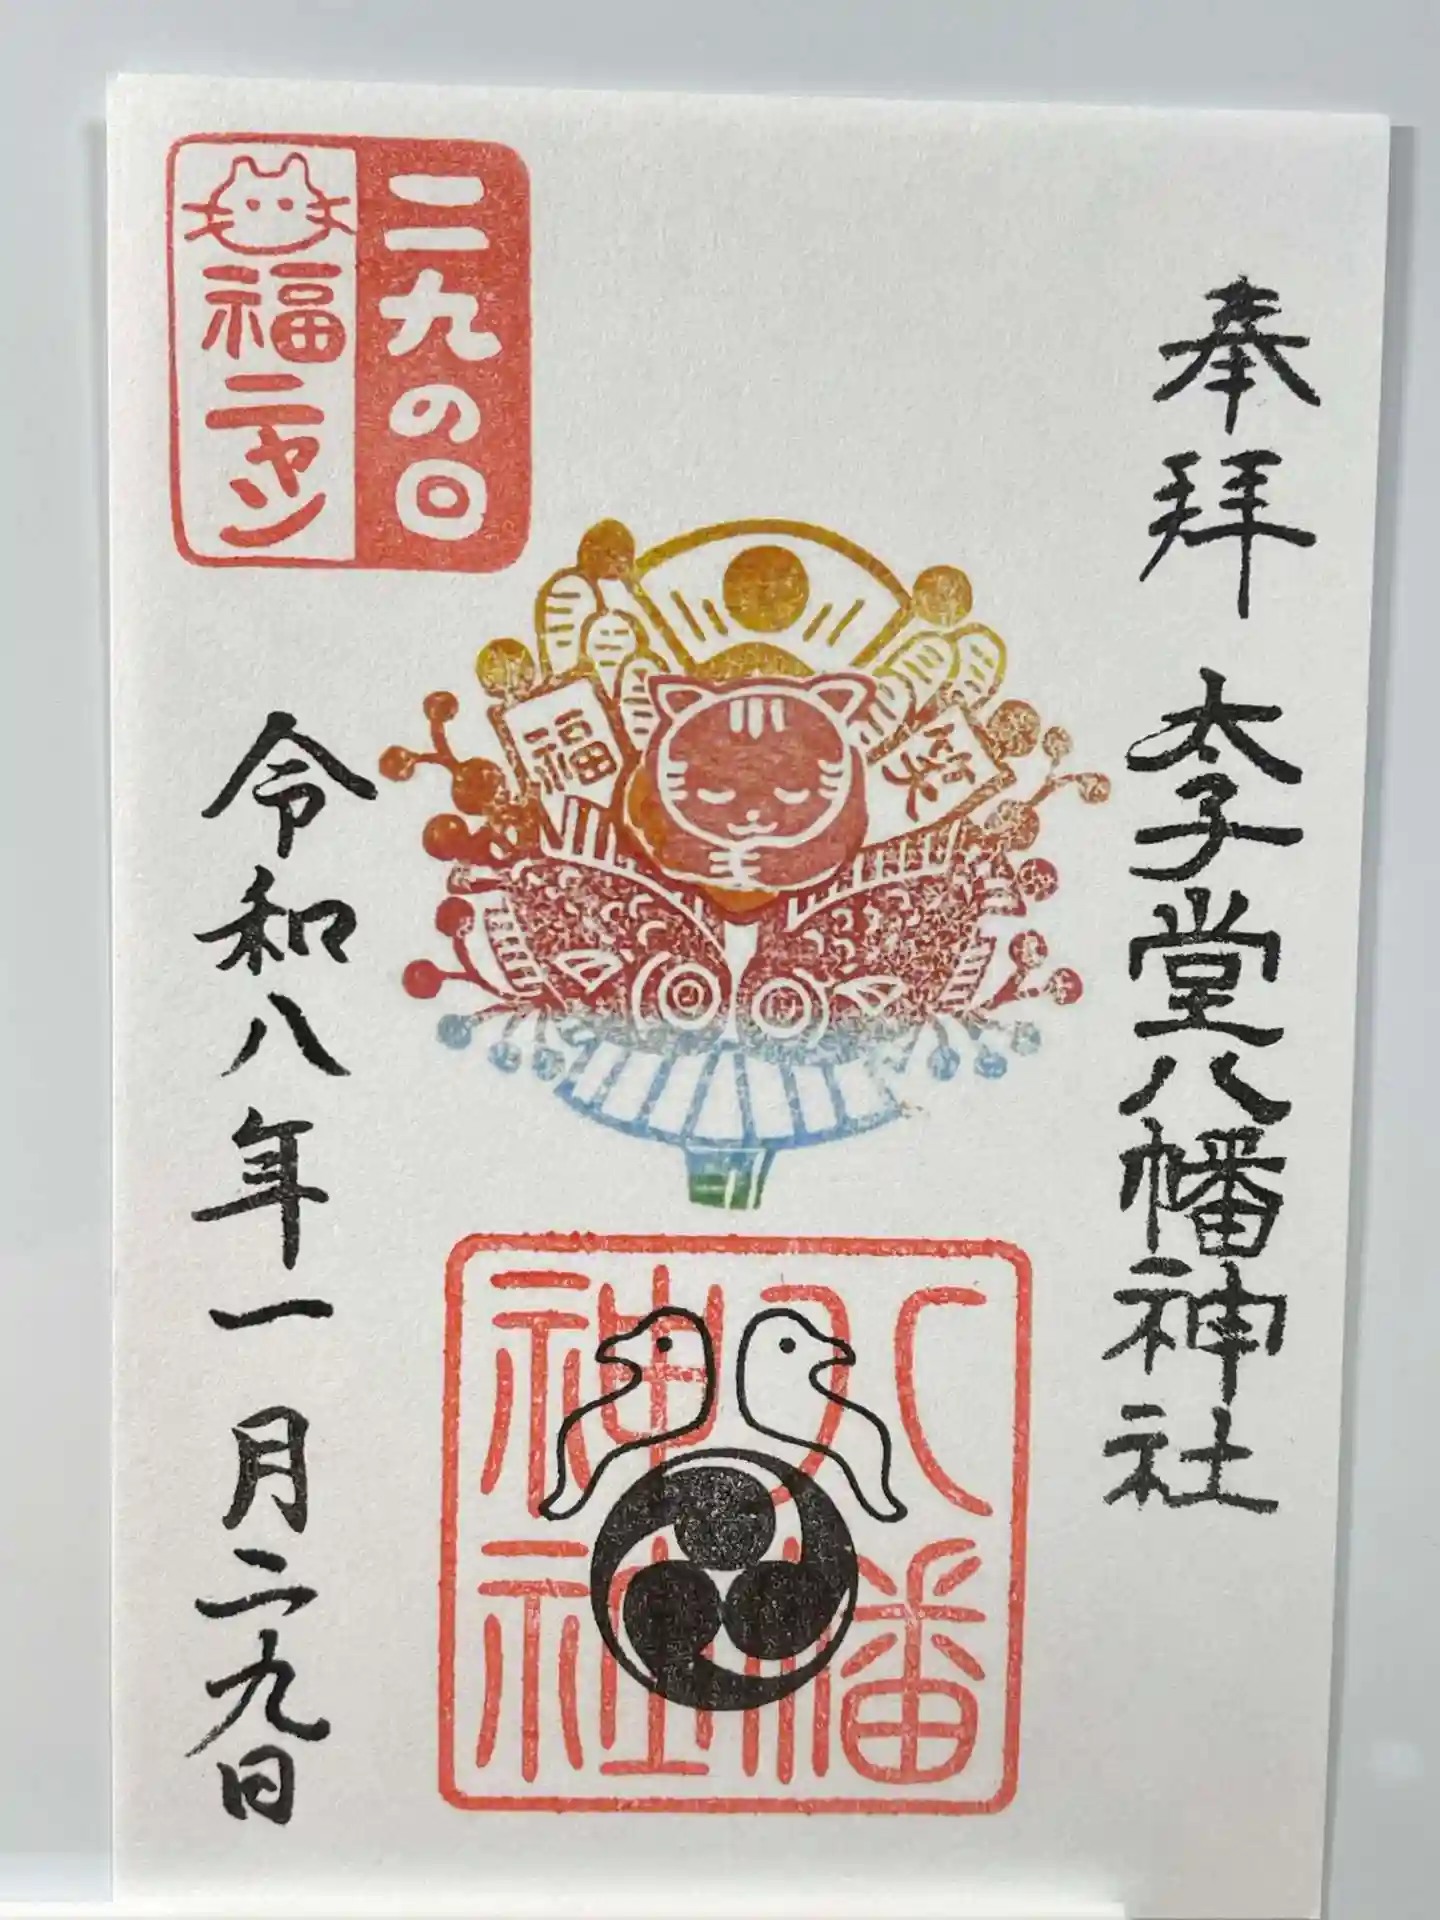 奉拝
太子堂八幡神社
二九の日
福ニャン
福
笑
八幡
神社
令和八年一月二九日